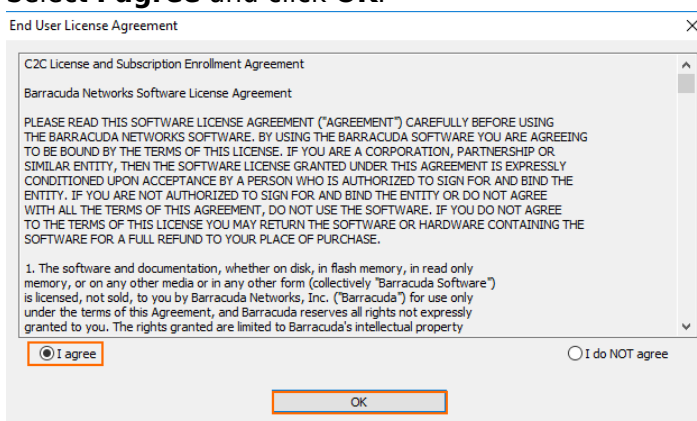 Select I agree and click OK.
End User License Agreement
C2C License and Subscription Enrollment Agreement
Barracuda Networks Software License Agreement
PLEASE READ THIS SOFTWARE LICENSE AGREEMENT ("AGREEMENT") CAREFULLY BEFORE USING
THE BARRACUDA NETWORKS SOFTWARE. BY USING THE BARRACUDA SOFTWARE YOU ARE AGREEING
TO BE BOUND BY THE TERMS OF THIS LICENSE. IF YOU ARE A CORPORATION, PARTNERSHIP OR
SIMILAR ENTITY, THEN THE SOFTWARE LICENSE GRANTED UNDER THIS AGREEMENT IS EXPRESSLY
CONDITIONED UPON ACCEPTANCE BY A PERSON WHO IS AUTHORIZED TO SIGN FOR AND BIND THE
ENTITY. IF YOU ARE NOT AUTHORIZED TO SIGN FOR AND BIND THE ENTITY OR DO NOT AGREE
WITH ALL THE TERMS OF THIS AGREEMENT, DO NOT USE THE SOFTWARE. IF YOU DO NOT AGREE
TO THE TERMS OF THIS LICENSE YOU MAY RETURN THE SOFTWARE OR HARDWARE CONTAINING THE
SOFTWARE FOR A FULL REFUND TO YOUR PLACE OF PURCHASE.
1. The software and documentation, whether on disk, in flash memory, in read only
memory, or on any other media or in any other form (collectively "Barracuda Software")
is licensed, not sold, to you by Barracuda Networks, Inc. ("Barracuda") for use only
under the terms of this Agreement, and Barracuda reserves all rights not expressly
granted to you. The rights granted are limited to Barracuda's intellectual property
I agree
I do NOT agree
OK